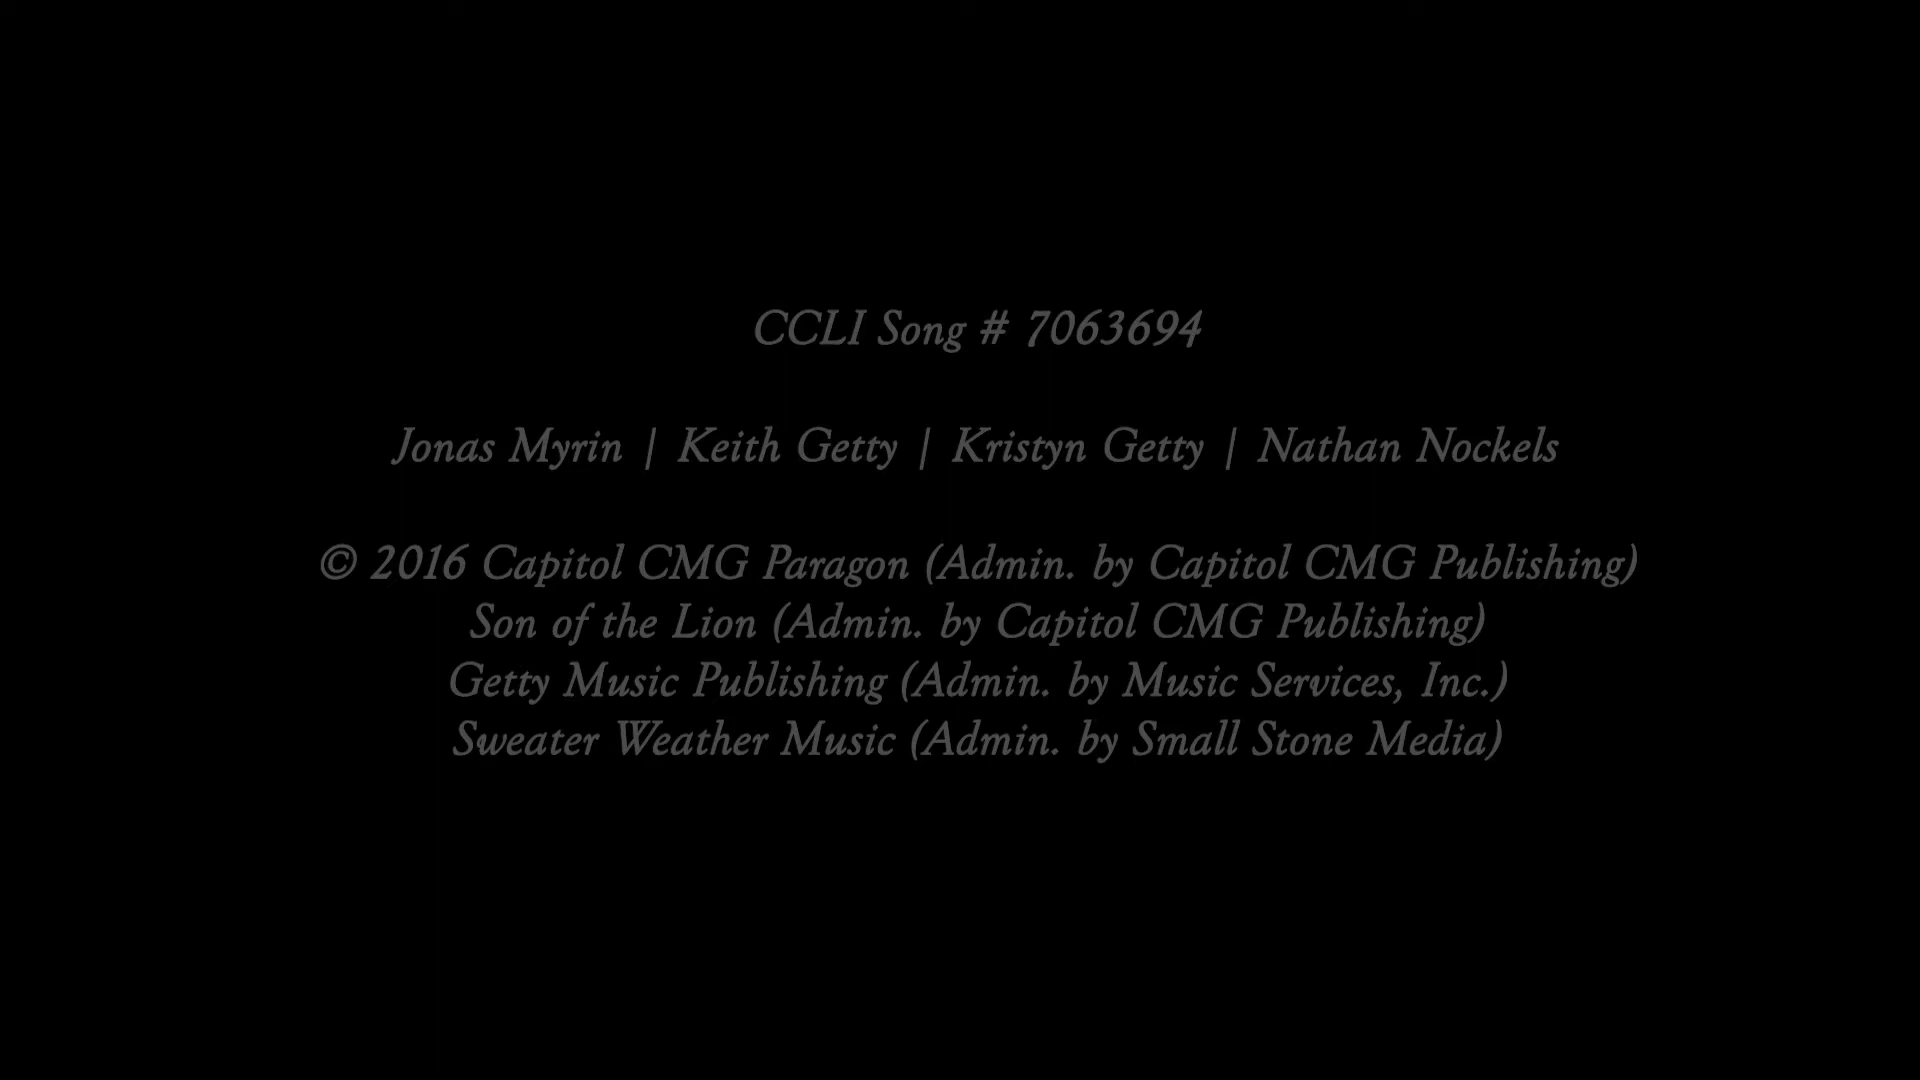 CCLI Song # 7063694
Jonas Myrin | Keith Getty | Kristyn Getty | Nathan Nockels
© 2016 Capitol CMG Paragon (Admin. by Capitol CMG Publishing)
Son of the Lion (Admin. by Capitol CMG Publishing)
Getty Music Publishing (Admin. by Music Services, Inc.)
Sweater Weather Music (Admin. by Small Stone Media)